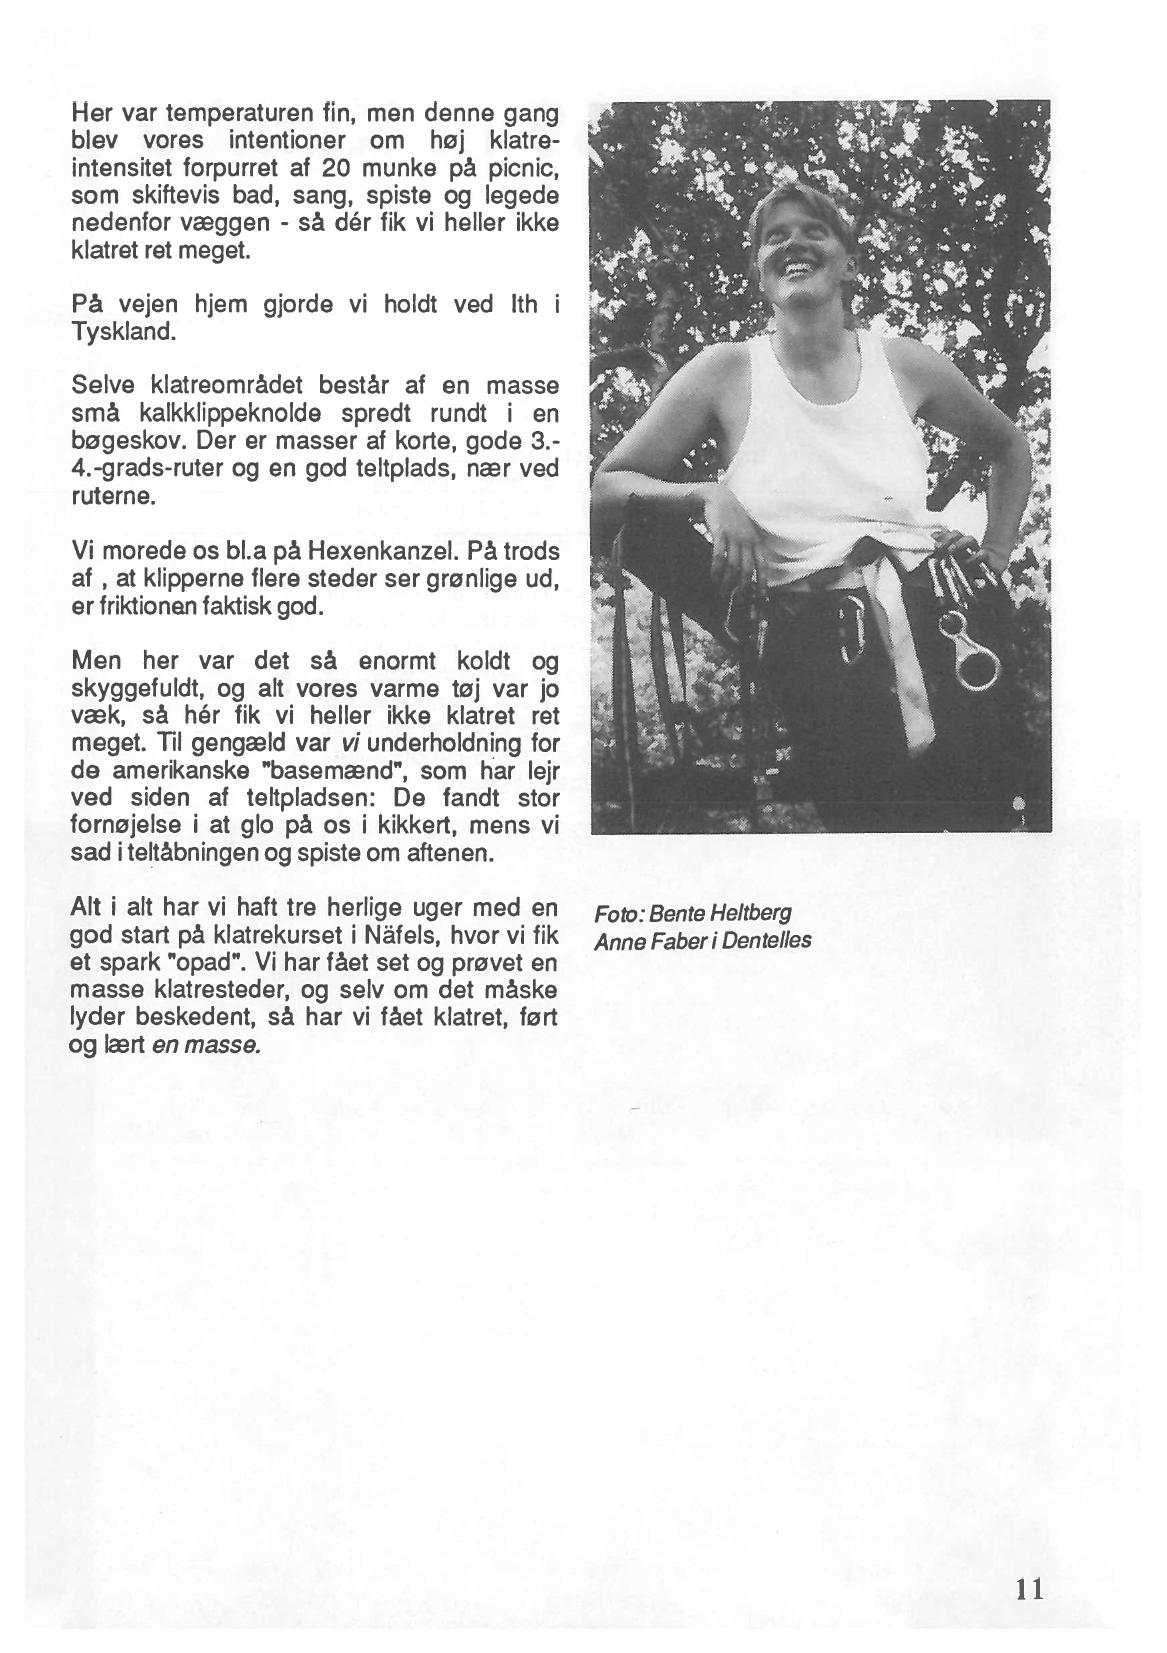 Her var temperaturen fin, men denne gang
blev vores intentioner om høj klatre-
intensitet forpurret af 20 munke på picnic,
som skiftevis bad, sang, spiste og legede
nedenfor væggen - så dér fik vi heller ikke
klatret ret meget.
På vejen hjem gjorde vi holdt ved Ith i
Tyskland.
Selve klatreområdet består af en masse
små kalkklippeknolde spredt rundt i en
bøgeskov. Der er masser af korte, gode 3.-
4.-grads-ruter og en god teltplads, nær ved
ruterne.
Vi morede os bl.a på Hexenkanzel. På trods
af , at klipperne flere steder ser grønlige ud,
er friktionen faktisk god.
Men her var det så enormt koldt og
skyggefuldt, og alt vores varme tøj var jo
væk, så hér fik vi heller ikke klatret ret
meget. Til gengæld var vi underholdning for
de amerikanske "basemænd", som har lejr
ved siden af teltpladsen: De fandt stor
fornøjelse i at glo på os i kikkert, mens vi
sad i teltåbningen og spiste om aftenen.
Alt i alt har vi haft tre herlige uger med en
god start på klatrekurset i Näfels, hvor vi fik
et spark "opad". Vi har fået set og prøvet en
masse klatresteder, og selv om det måske
lyder beskedent, så har vi fået klatret, ført
og lært en masse.
Foto: Bente Heltberg
Anne Faber i Dentelles
11